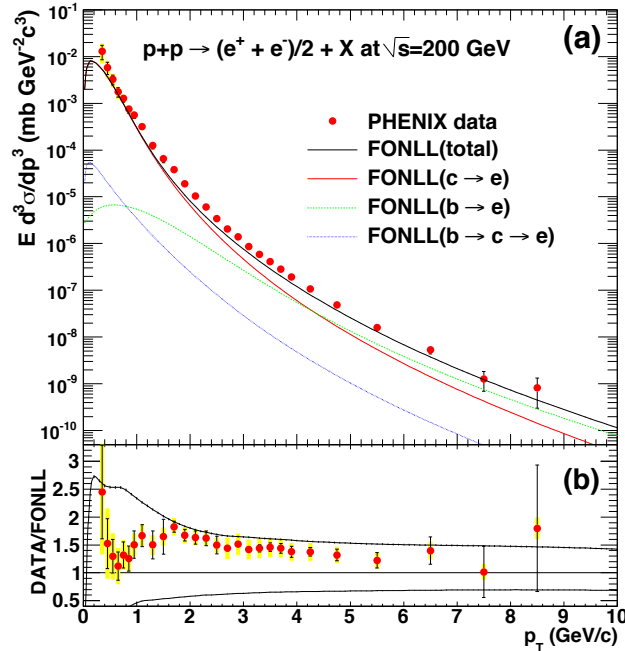 p+p → (e⁺ + e⁻)/2 + X at √s=200 GeV
(a)
E d³σ/dp³ (mb GeV⁻²c³)
10⁻¹
10⁻²
10⁻³
10⁻⁴
10⁻⁵
10⁻⁶
10⁻⁷
10⁻⁸
10⁻⁹
10⁻¹⁰
PHENIX data
FONLL(total)
FONLL(c → e)
FONLL(b → e)
FONLL(b → c → e)
(b)
DATA/FONLL
3
2.5
2
1.5
1
0.5
0 1 2 3 4 5 6 7 8 9 10
p_T (GeV/c)